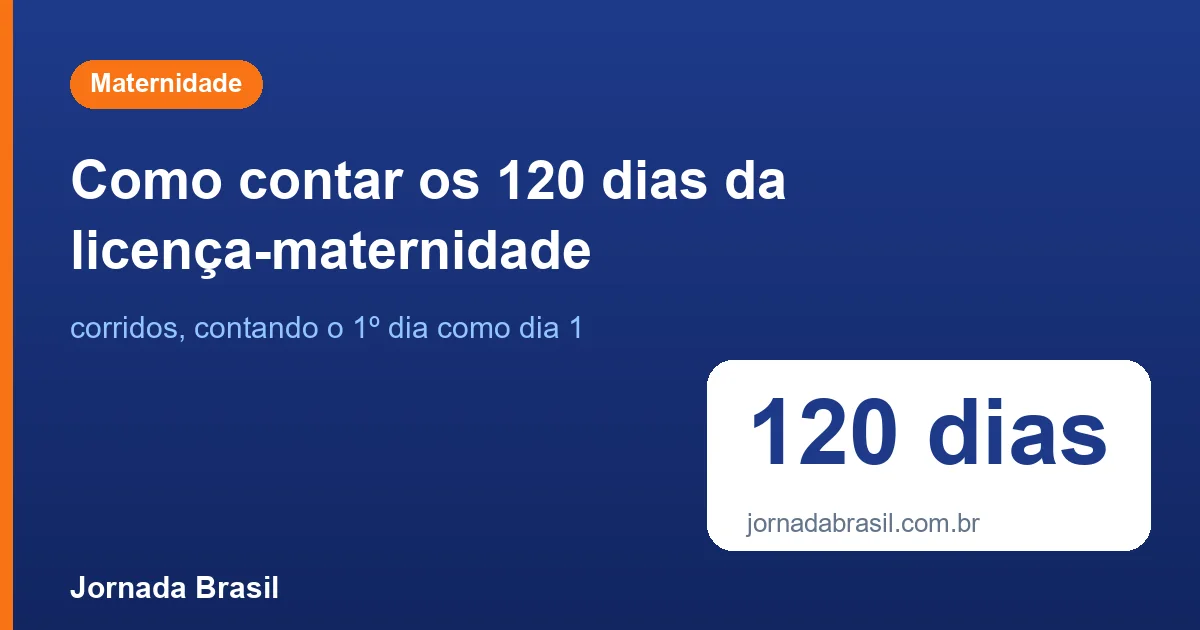 Maternidade
Como contar os 120 dias da
licença-maternidade
corridos, contando o 1º dia como dia 1
120 dias
jornadabrasil.com.br
Jornada Brasil